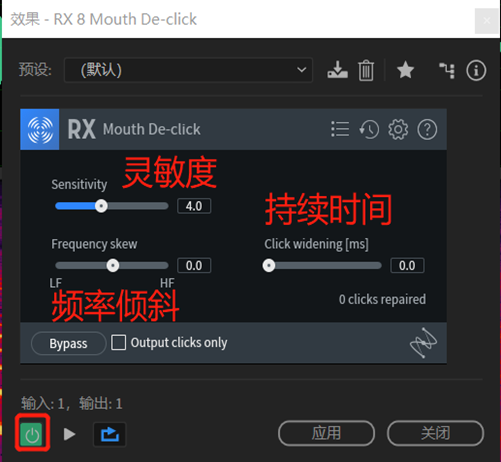 效果 - RX 8 Mouth De-click
预设: (默认)
RX Mouth De-click
灵敏度
Sensitivity
4.0
持续时间
Frequency skew
Click widening [ms]
0.0
0.0
LF HF
频率倾斜
0 clicks repaired
Bypass
Output clicks only
输入: 1, 输出: 1
应用
关闭